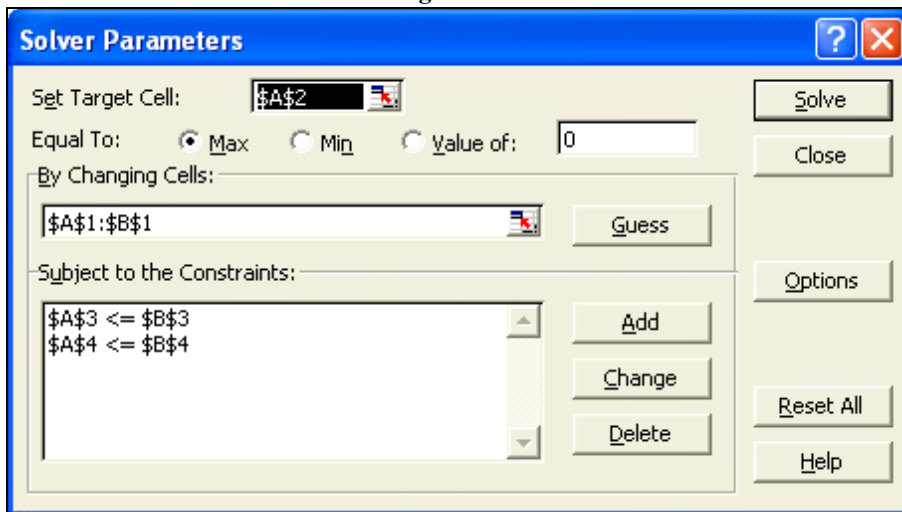 Solver Parameters
Set Target Cell: $A$2 Solve
Equal To: Max Min Value of: 0 Close
By Changing Cells:
$A$1:$B$1 Guess
Subject to the Constraints: Options
$A$3 <= $B$3 Add
$A$4 <= $B$4
Change
Reset All
Delete
Help